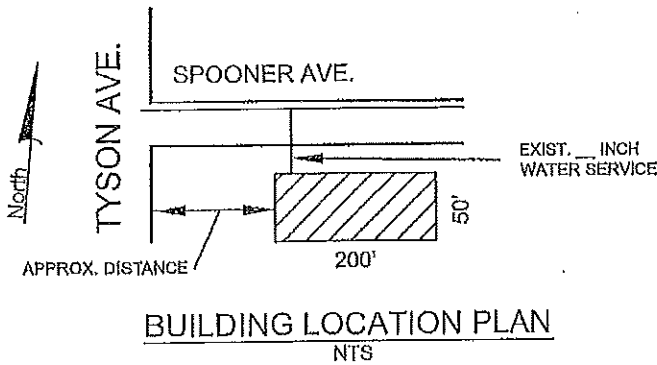 SPOONER AVE.
TYSON AVE.
North
EXIST. __ INCH
WATER SERVICE
50'
200'
APPROX. DISTANCE
BUILDING LOCATION PLAN
NTS